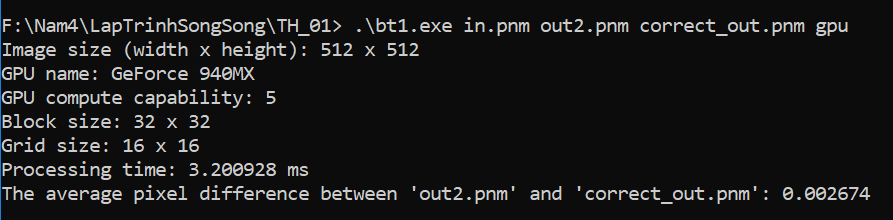 F:\Nam4\LapTrinhSongSong\TH_01> .\bt1.exe in.pnm out2.pnm correct_out.pnm gpu
Image size (width x height): 512 x 512
GPU name: GeForce 940MX
GPU compute capability: 5
Block size: 32 x 32
Grid size: 16 x 16
Processing time: 3.200928 ms
The average pixel difference between 'out2.pnm' and 'correct_out.pnm': 0.002674